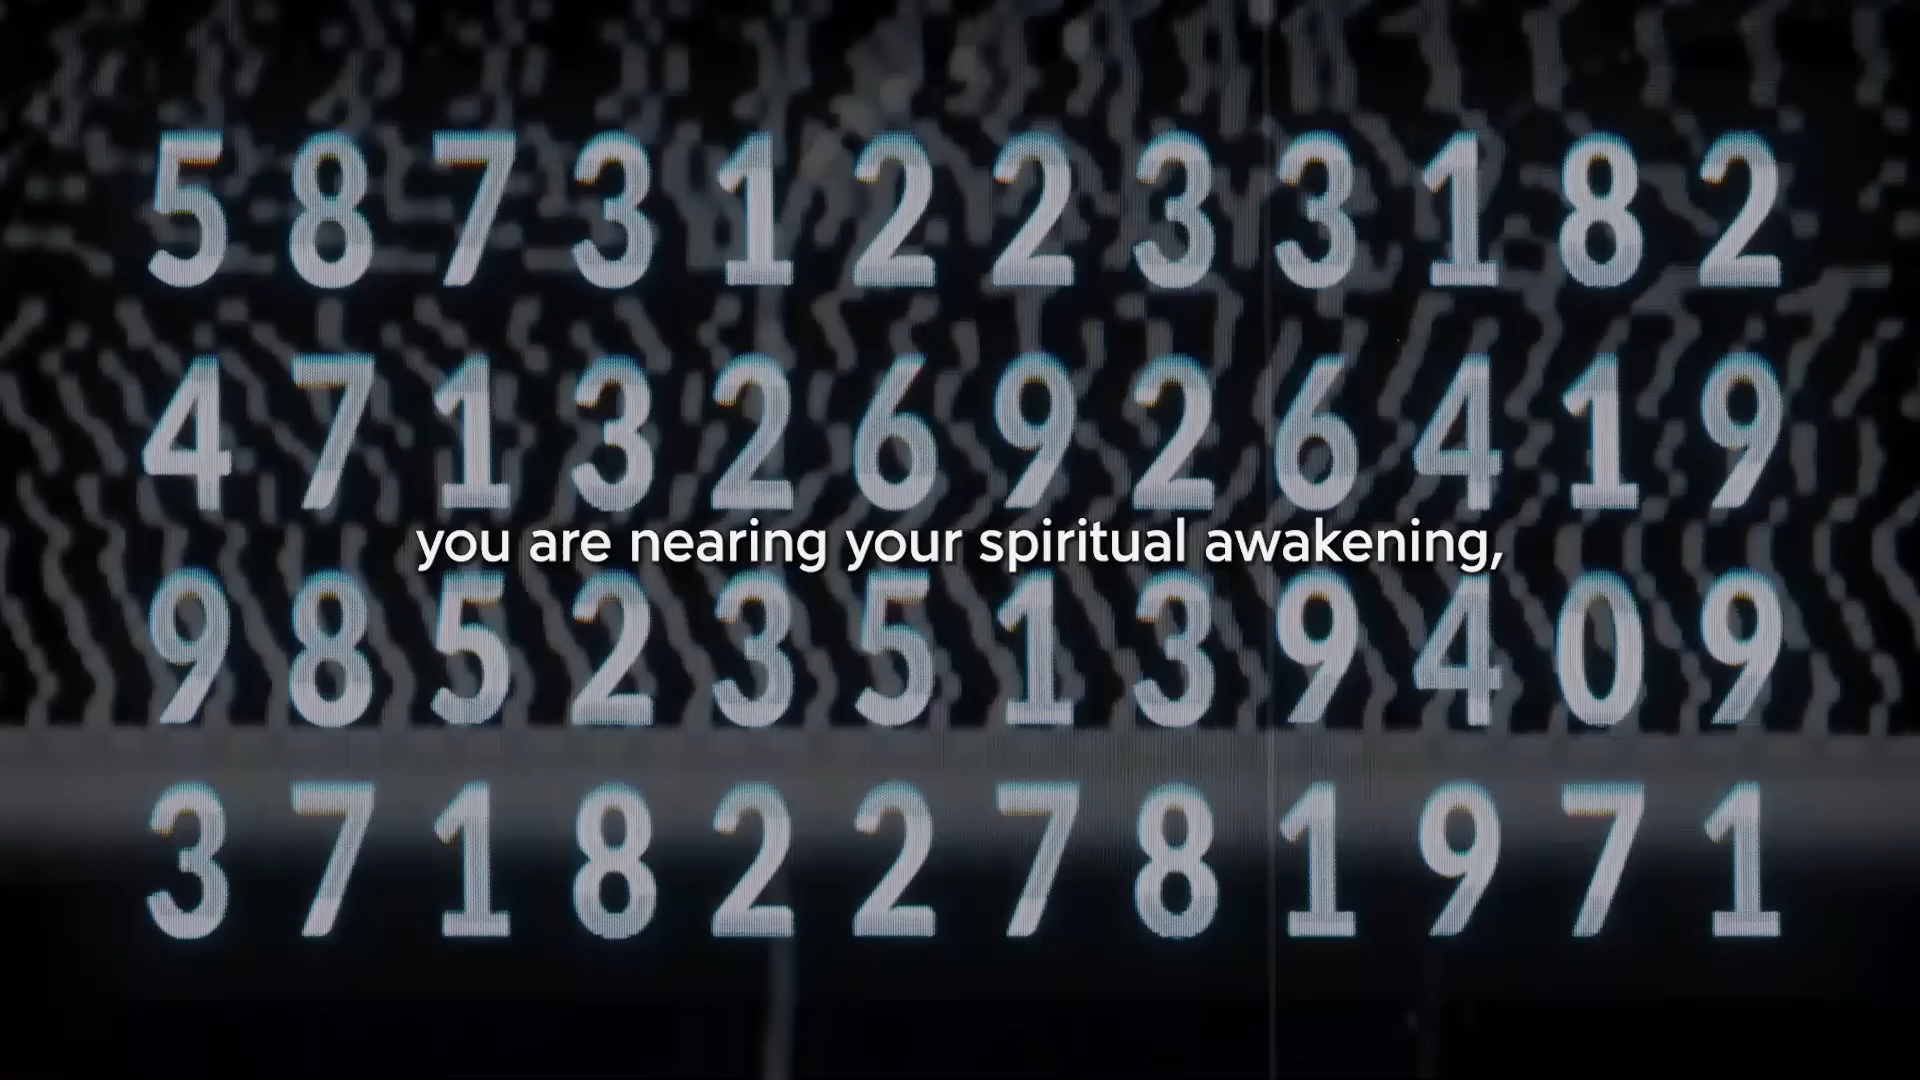 5 8 7 3 1 2 2 3 3 1 8 2
4 7 1 3 2 6 9 2 6 4 1 9
you are nearing your spiritual awakening,
9 8 5 2 3 5 1 3 9 4 0 9
3 7 1 8 2 2 7 8 1 9 7 1